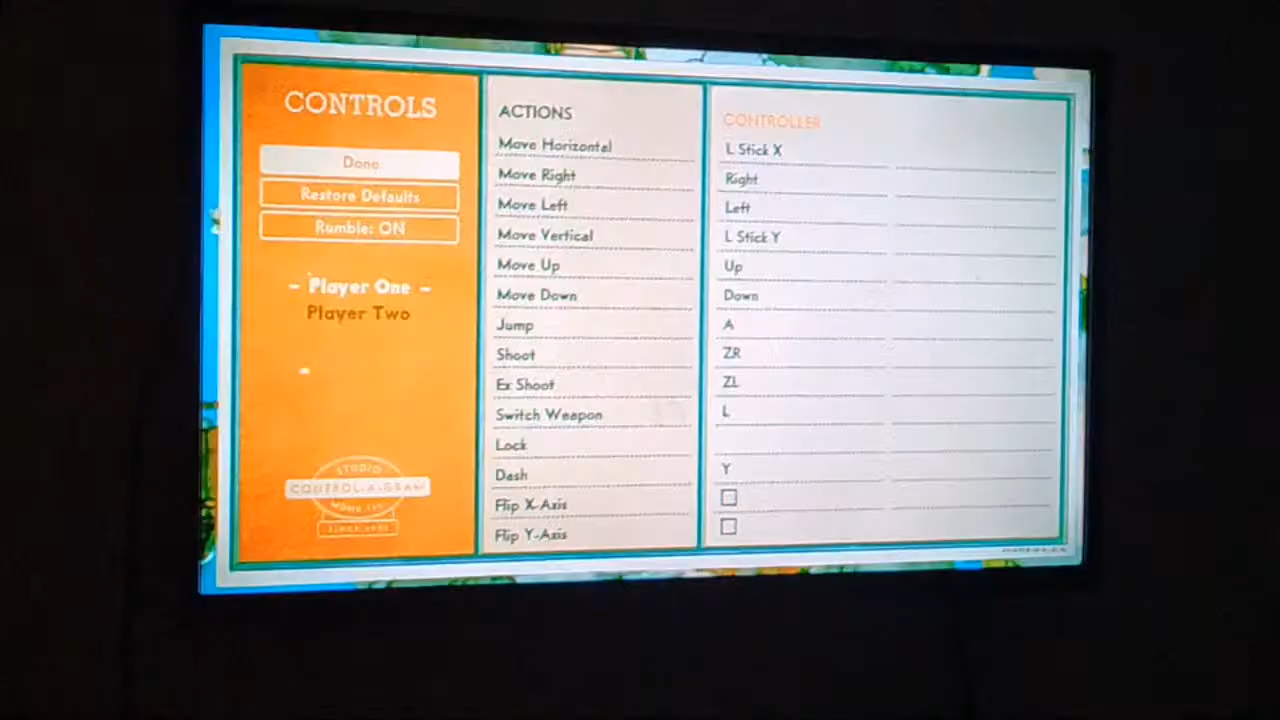 CONTROLS
Done
Restore Defaults
Rumble: ON
- Player One -
Player Two
STUDIO
CONTROL-A-GRAM
ACTIONS
Move Horizontal
Move Right
Move Left
Move Vertical
Move Up
Move Down
Jump
Shoot
Ex Shoot
Switch Weapon
Lock
Dash
Flip X-Axis
Flip Y-Axis
CONTROLLER
L Stick X
Right
Left
L Stick Y
Up
Down
A
ZR
ZL
L
Y